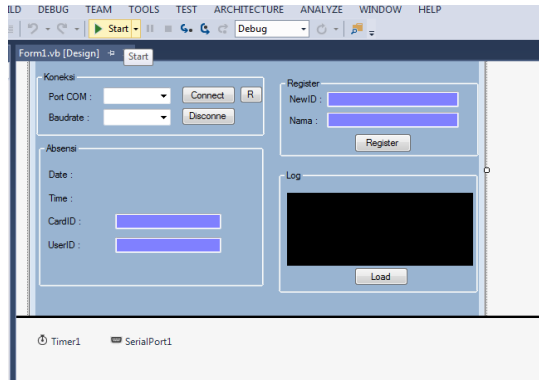 ILD DEBUG TEAM TOOLS TEST ARCHITECTURE ANALYZE WINDOW HELP
Start Debug
Form1.vb [Design]
Start
Koneksi
Port COM :
Connect
R
Baudrate :
Disconne
Register
NewID :
Nama :
Register
Absensi
Date :
Time :
CardID :
UserID :
Log
Load
Timer1 SerialPort1